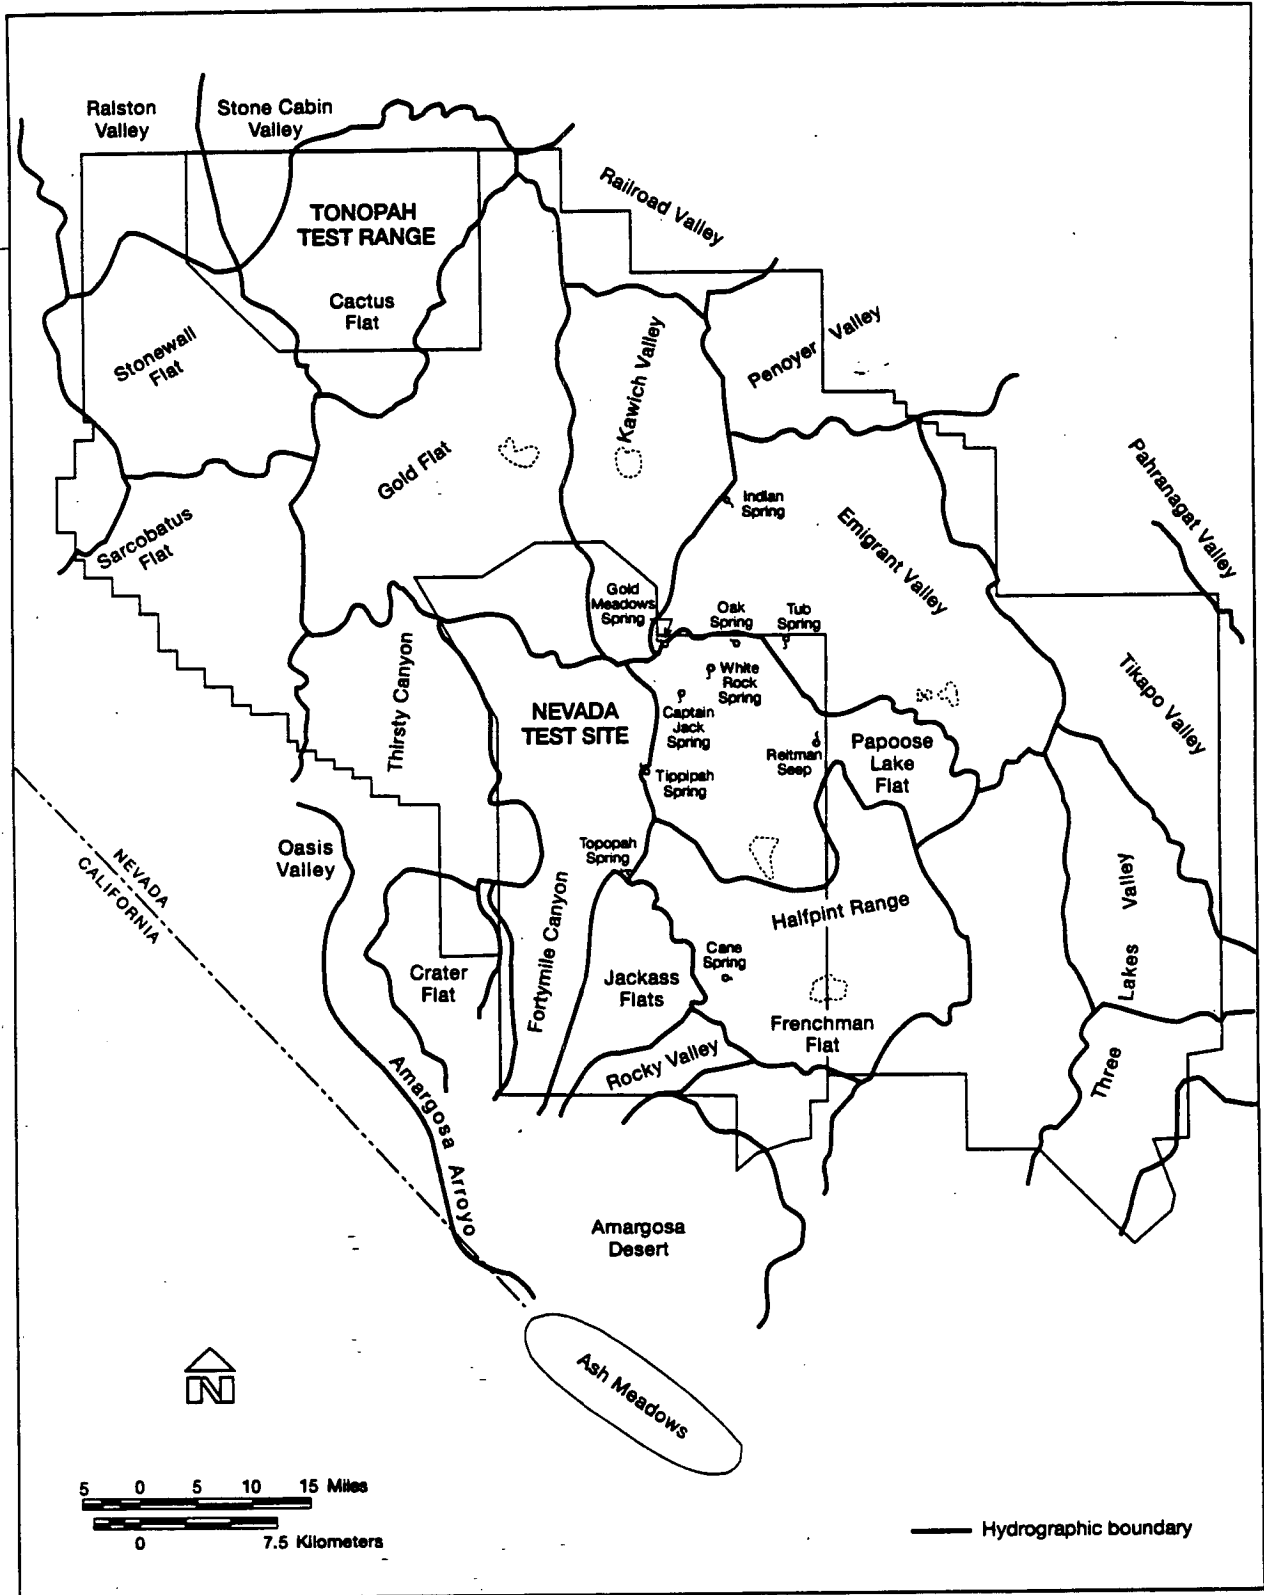 Ralston
Valley
Stone Cabin
Valley
Railroad Valley
TONOPAH
TEST RANGE
Cactus
Flat
Stonewall
Flat
Kawich Valley
Penoyer Valley
Gold Flat
Pahranagat Valley
Indian
Spring
Sarcobatus
Flat
Emigrant Valley
Gold
Meadows
Spring
Oak
Spring
Tub
Spring
Thirsty Canyon
White
Rock
Spring
Tikapo Valley
NEVADA
TEST SITE
Captain
Jack
Spring
Reitman
Seep
Papoose
Lake
Flat
Tippipah
Spring
Oasis
Valley
NEVADA
CALIFORNIA
Topopah
Spring
Fortymile Canyon
Halfpint Range
Three Lakes Valley
Crater
Flat
Jackass
Flats
Cane
Spring
Frenchman
Flat
Rocky Valley
Amargosa Arroyo
Amargosa
Desert
Ash Meadows
N
5 0 5 10 15 Miles
0 7.5 Kilometers
Hydrographic boundary